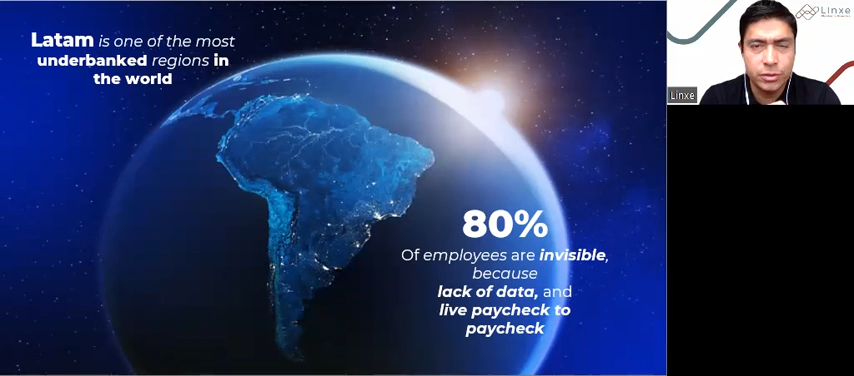 Latam is one of the most
underbanked regions in
the world
80%
Of employees are invisible,
because
lack of data, and
live paycheck to
paycheck
Linxe
Linxe